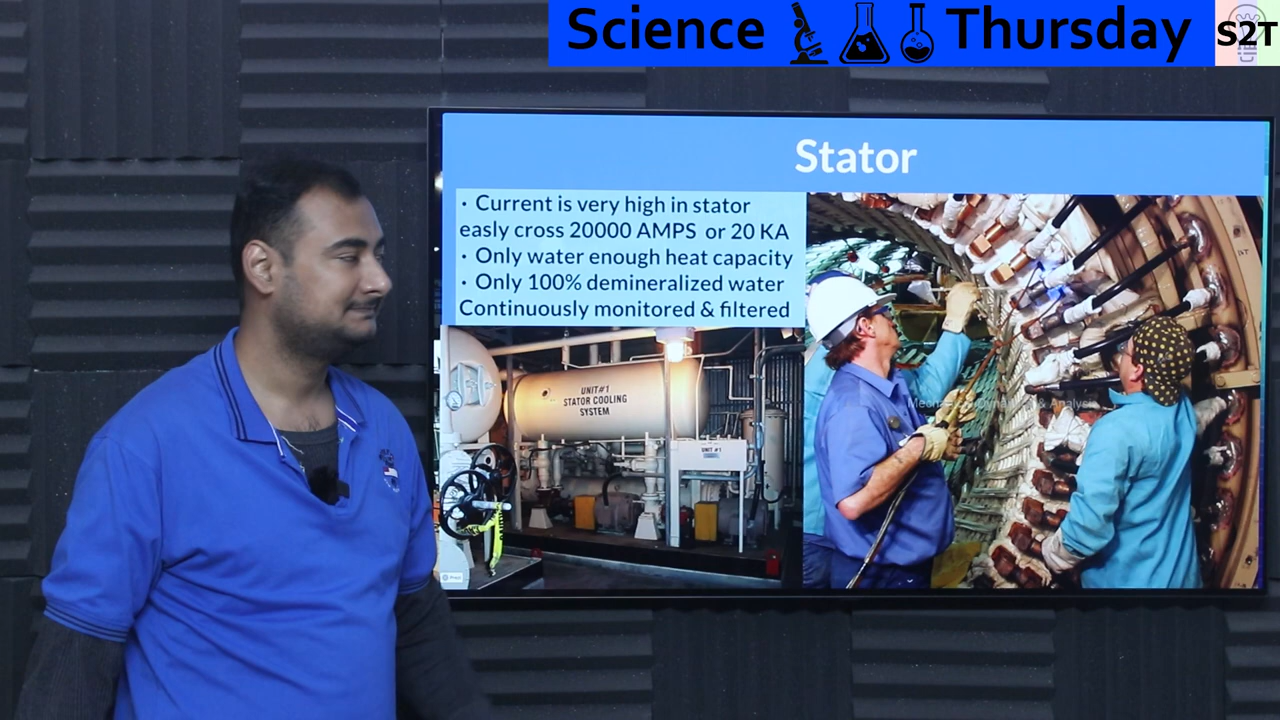 Science Thursday
S2T
Stator
• Current is very high in stator
easly cross 20000 AMPS or 20 KA
• Only water enough heat capacity
• Only 100% demineralized water
Continuously monitored & filtered
UNIT#1
STATOR COOLING
SYSTEM
UNIT #1